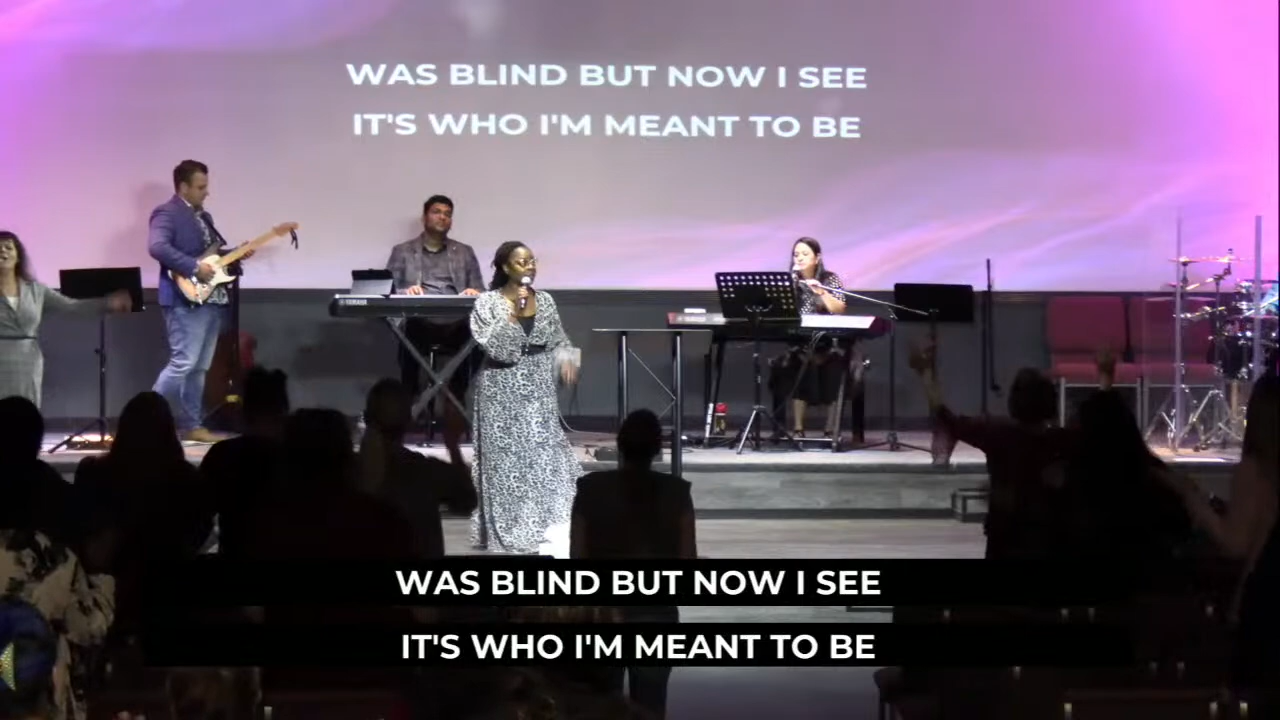 WAS BLIND BUT NOW I SEE
IT'S WHO I'M MEANT TO BE
YAMAHA
WAS BLIND BUT NOW I SEE
IT'S WHO I'M MEANT TO BE